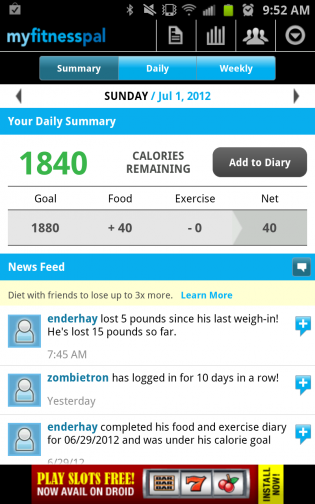 9:52 AM
myfitnesspal
Summary Daily Weekly
SUNDAY / Jul 1, 2012
Your Daily Summary
1840 CALORIES REMAINING Add to Diary
Goal Food Exercise Net
1880 + 40 - 0 40
News Feed
Diet with friends to lose up to 3x more. Learn More
enderhay lost 5 pounds since his last weigh-in!
He's lost 15 pounds so far.
7:45 AM
zombietron has logged in for 10 days in a row!
Yesterday
enderhay completed his food and exercise diary
for 06/29/2012 and was under his calorie goal
6/29/12
PLAY SLOTS FREE!
NOW AVAIL ON DROID
BAR
BAR
BAR
7
INSTALL NOW!